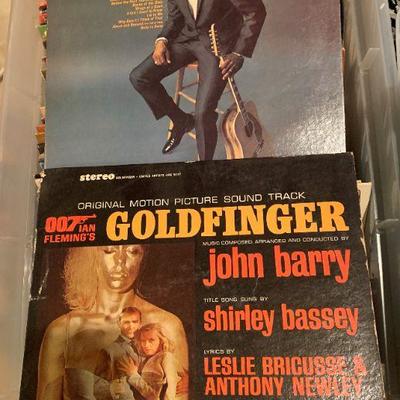 stereo
ORIGINAL MOTION PICTURE SOUND TRACK
007 IAN
FLEMING'S
GOLDFINGER
MUSIC COMPOSED, ARRANGED AND CONDUCTED BY
john barry
TITLE SONG SUNG BY
shirley bassey
LYRICS BY
LESLIE BRICUSSE &
ANTHONY NEWLEY